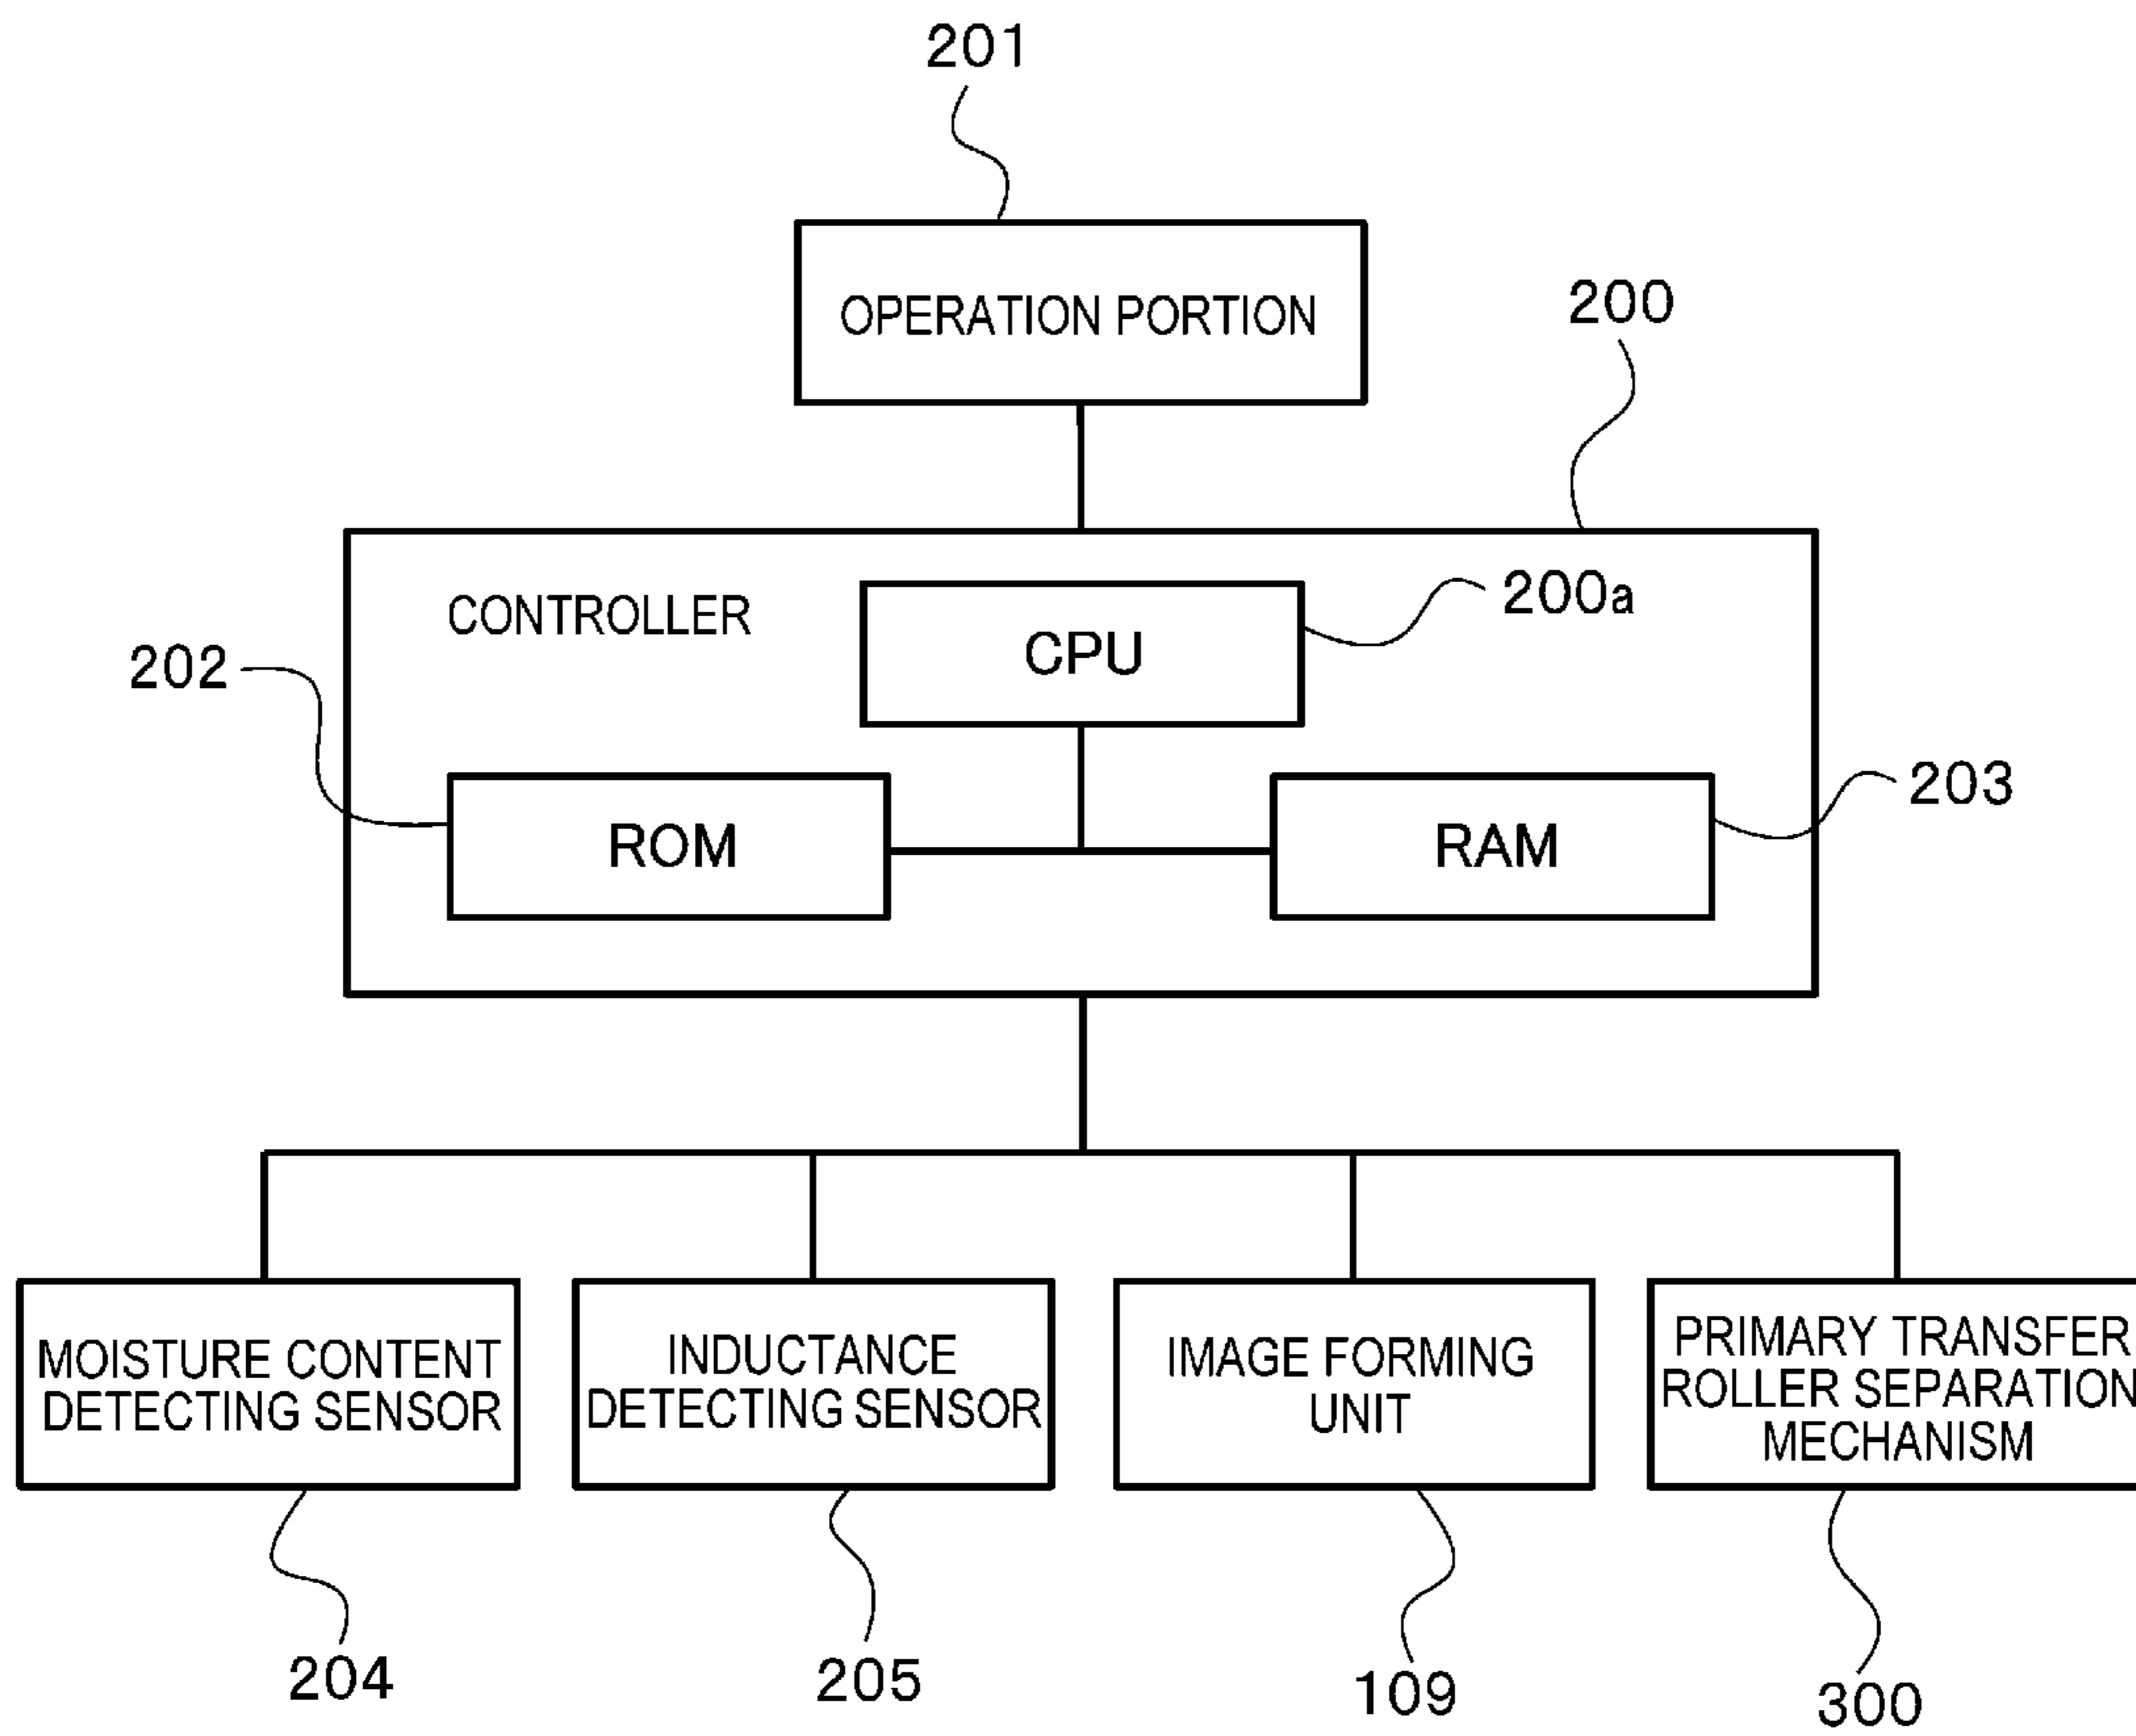 201
OPERATION PORTION
200
CONTROLLER
CPU
200a
202
ROM
RAM
203
MOISTURE CONTENT
DETECTING SENSOR
INDUCTANCE
DETECTING SENSOR
IMAGE FORMING
UNIT
PRIMARY TRANSFER
ROLLER SEPARATION
MECHANISM
204
205
109
300